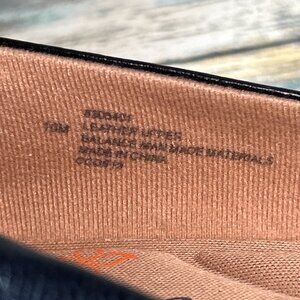 10M
LEATHER UPPER
BALANCE MAN MADE MATERIALS
MADE IN CHINA